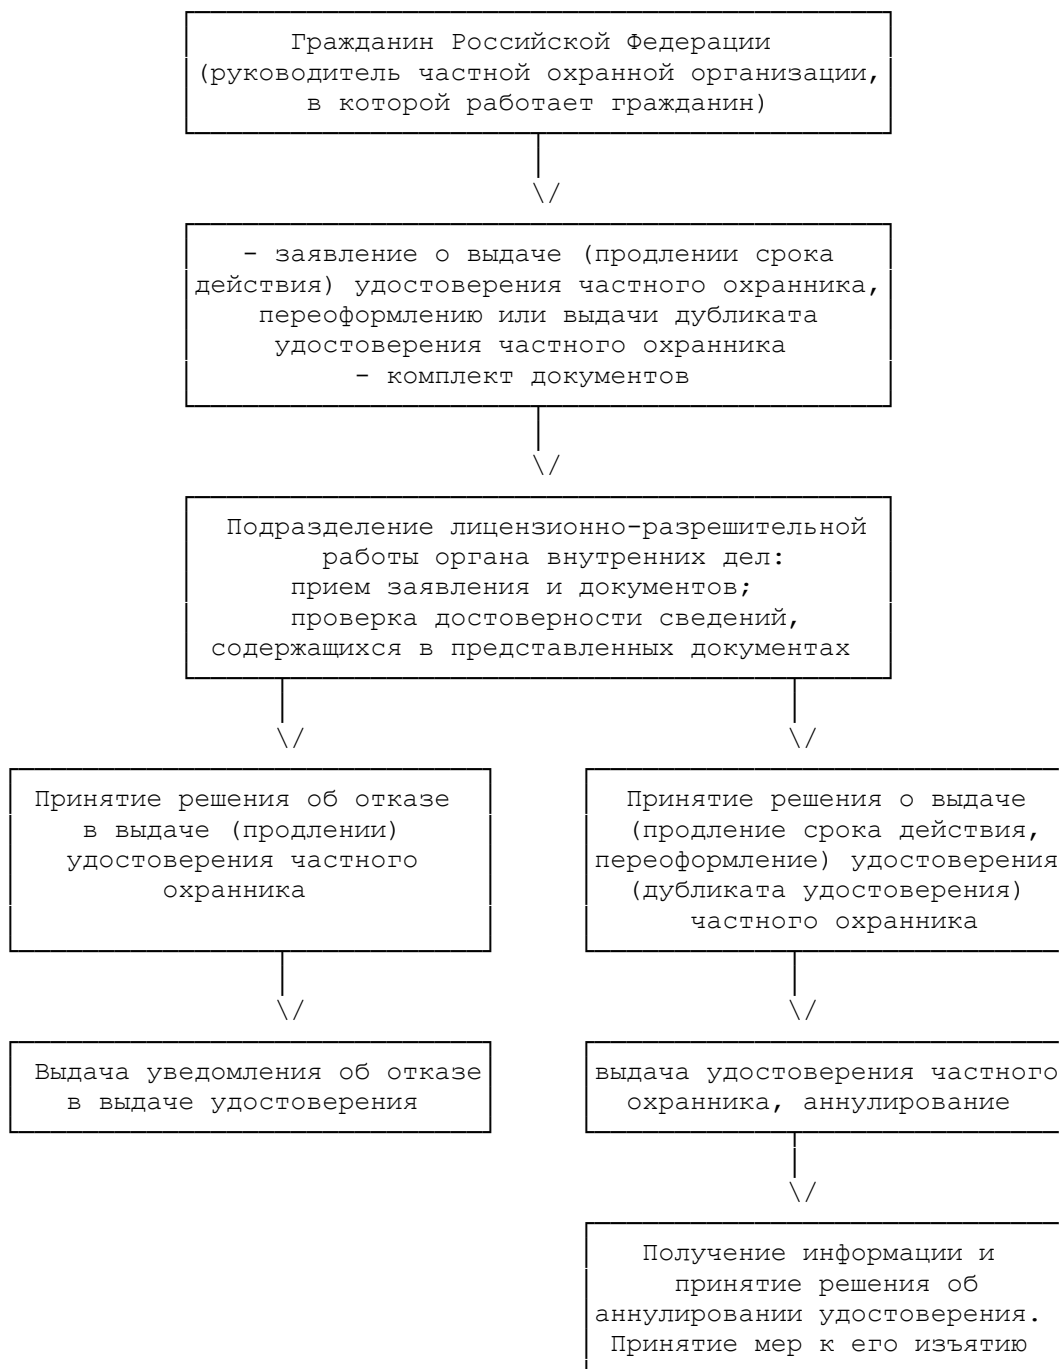 Гражданин Российской Федерации
(руководитель частной охранной организации,
в которой работает гражданин)
- заявление о выдаче (продлении срока
действия) удостоверения частного охранника,
переоформлению или выдачи дубликата
удостоверения частного охранника
- комплект документов
Подразделение лицензионно-разрешительной
работы органа внутренних дел:
прием заявления и документов;
проверка достоверности сведений,
содержащихся в представленных документах
Принятие решения об отказе
в выдаче (продлении)
удостоверения частного
охранника
Принятие решения о выдаче
(продление срока действия,
переоформление) удостоверения
(дубликата удостоверения)
частного охранника
Выдача уведомления об отказе
в выдаче удостоверения
выдача удостоверения частного
охранника, аннулирование
Получение информации и
принятие решения об
аннулировании удостоверения.
Принятие мер к его изъятию